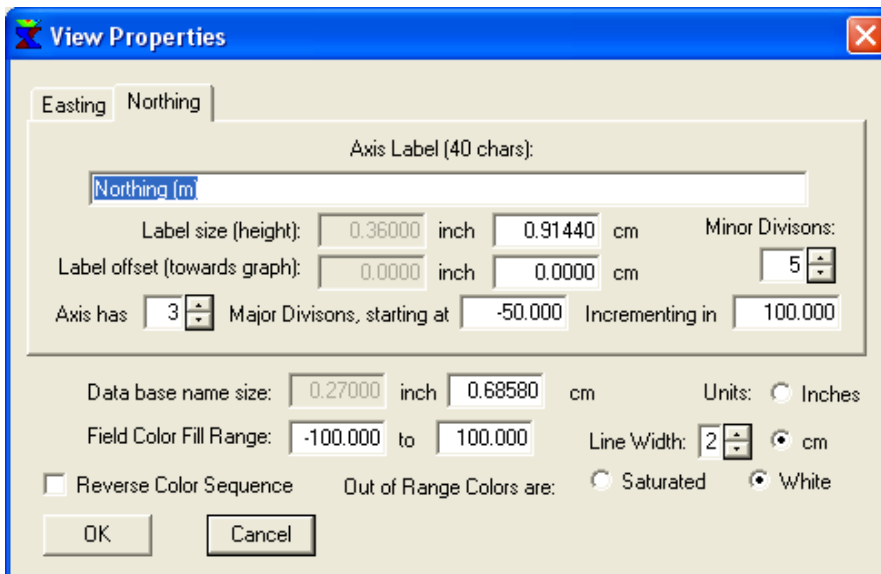 View Properties
Easting Northing
Axis Label (40 chars):
Northing (m)
Label size (height): 0.36000 inch 0.91440 cm Minor Divisons:
Label offset (towards graph): 0.0000 inch 0.0000 cm 5
Axis has 3 Major Divisons, starting at -50.000 Incrementing in 100.000
Data base name size: 0.27000 inch 0.68580 cm Units: Inches
Field Color Fill Range: -100.000 to 100.000 Line Width: 2 cm
Reverse Color Sequence Out of Range Colors are: Saturated White
OK Cancel